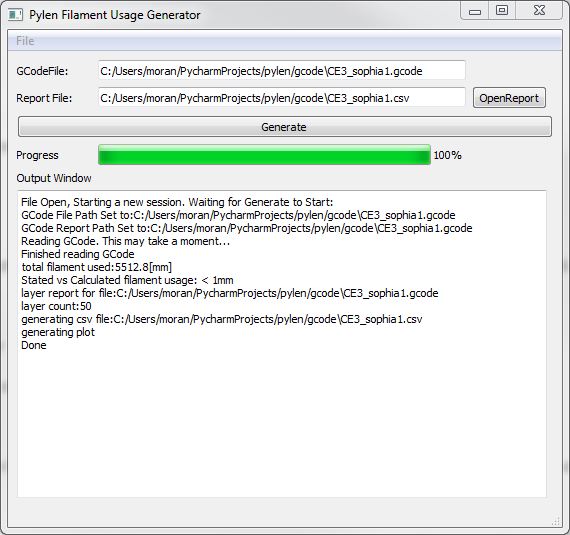 Pylen Filament Usage Generator
File
GCodeFile: C:/Users/moran/PycharmProjects/pylen/gcode\CE3_sophia1.gcode
Report File: C:/Users/moran/PycharmProjects/pylen/gcode\CE3_sophia1.csv OpenReport
Generate
Progress 100%
Output Window
File Open, Starting a new session. Waiting for Generate to Start:
GCode File Path Set to:C:/Users/moran/PycharmProjects/pylen/gcode\CE3_sophia1.gcode
GCode Report Path Set to:C:/Users/moran/PycharmProjects/pylen/gcode\CE3_sophia1.gcode
Reading GCode. This may take a moment...
Finished reading GCode
total filament used:5512.8[mm]
Stated vs Calculated filament usage: < 1mm
layer report for file:C:/Users/moran/PycharmProjects/pylen/gcode\CE3_sophia1.gcode
layer count:50
generating csv file:C:/Users/moran/PycharmProjects/pylen/gcode\CE3_sophia1.csv
generating plot
Done